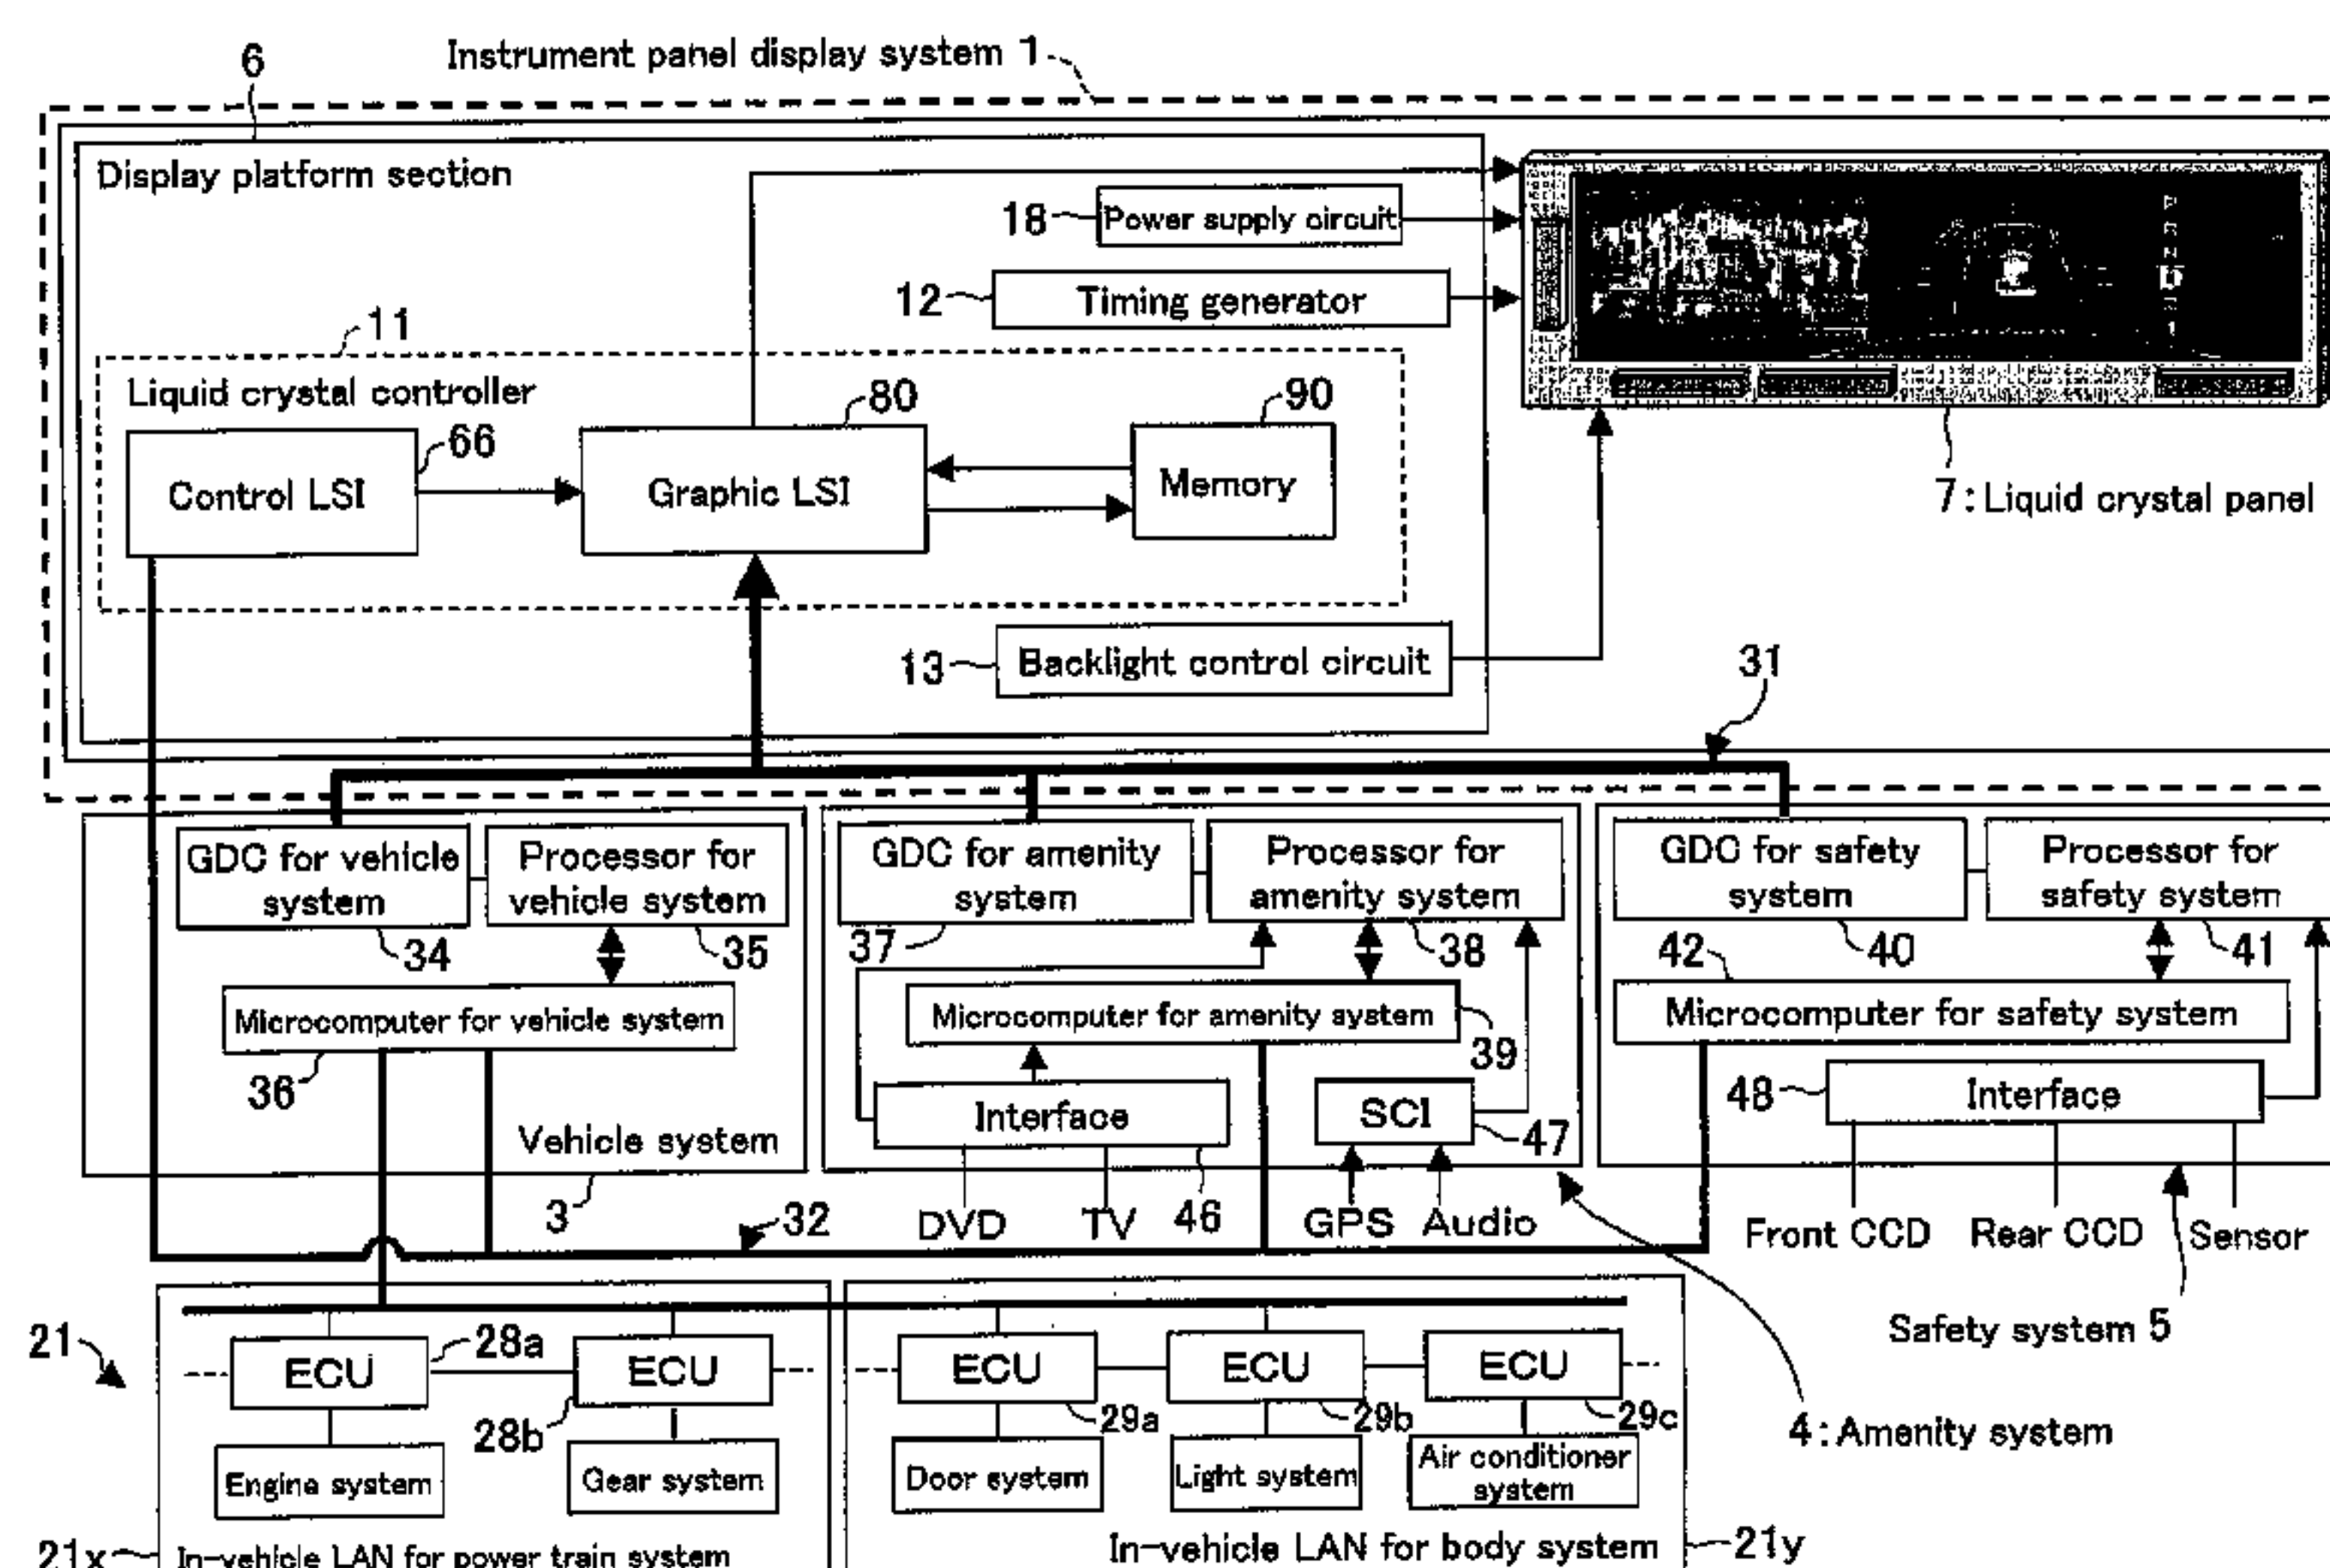 Instrument panel display system 1
6
Display platform section
18
Power supply circuit
12
Timing generator
11
Liquid crystal controller
80
90
66
Control LSI
Graphic LSI
Memory
7: Liquid crystal panel
13
Backlight control circuit
31
GDC for vehicle
system
Processor for
vehicle system
GDC for amenity
system
Processor for
amenity system
GDC for safety
system
Processor for
safety system
34
35
37
38
42
40
41
Microcomputer for vehicle system
Microcomputer for amenity system
Microcomputer for safety system
36
39
48
Interface
Interface
SCI
47
Vehicle system
3
32
DVD
TV
46
GPS
Audio
Front CCD
Rear CCD
Sensor
Safety system 5
21
ECU
28a
ECU
28b
ECU
29a
ECU
29b
ECU
29c
4: Amenity system
Engine system
Gear system
Door system
Light system
Air conditioner
system
21x
In-vehicle LAN for power train system
In-vehicle LAN for body system
21y